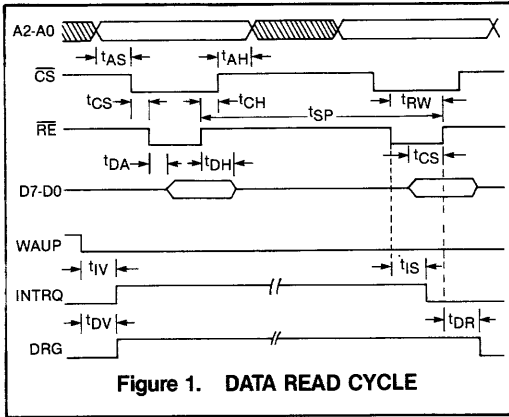 A2-A0
tAS
tAH
CS
tCS
tCH
tRW
tSP
RE
tCS
tDA
tDH
D7-D0
WAUP
tIV
tIS
INTRQ
tDV
tDR
DRG
Figure 1. DATA READ CYCLE